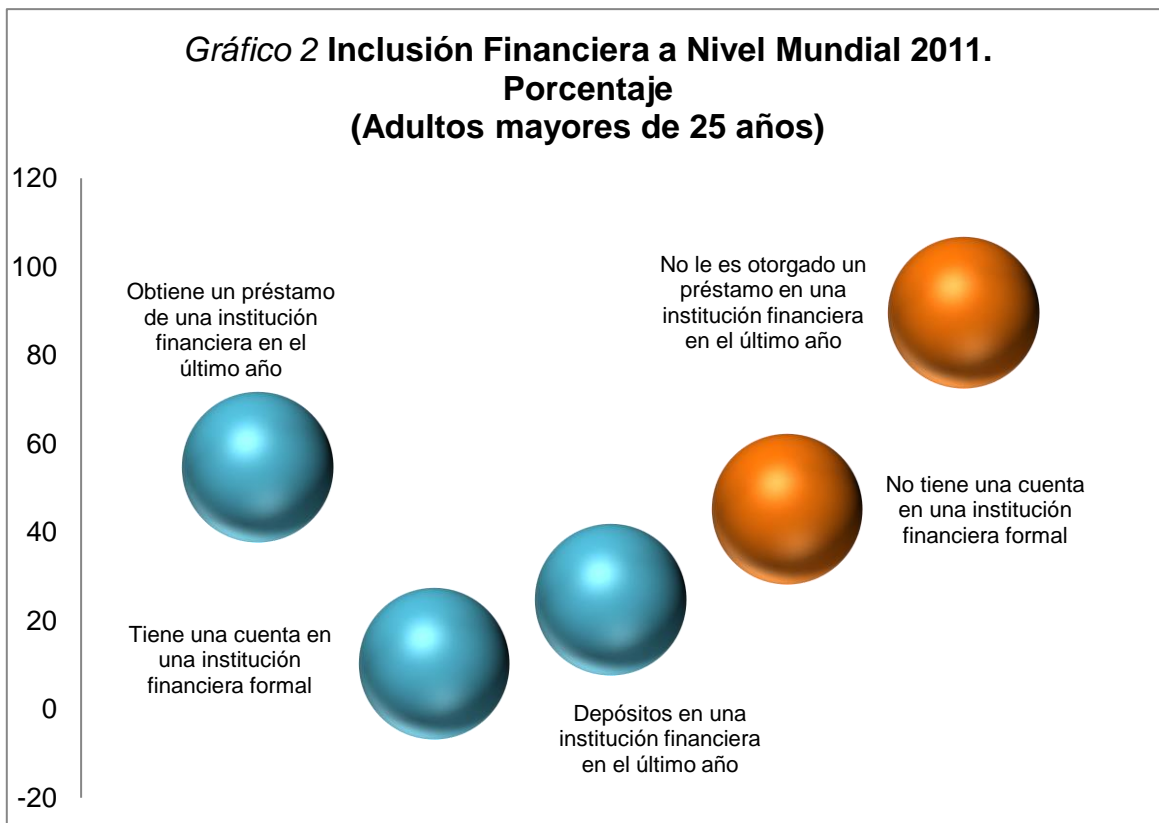 Gráfico 2 Inclusión Financiera a Nivel Mundial 2011.
Porcentaje
(Adultos mayores de 25 años)
120
100
80
60
40
20
0
-20
Obtiene un préstamo
de una institución
financiera en el
último año
Tiene una cuenta en
una institución
financiera formal
Depósitos en una
institución financiera
en el último año
No le es otorgado un
préstamo en una
institución financiera
en el último año
No tiene una cuenta
en una institución
financiera formal